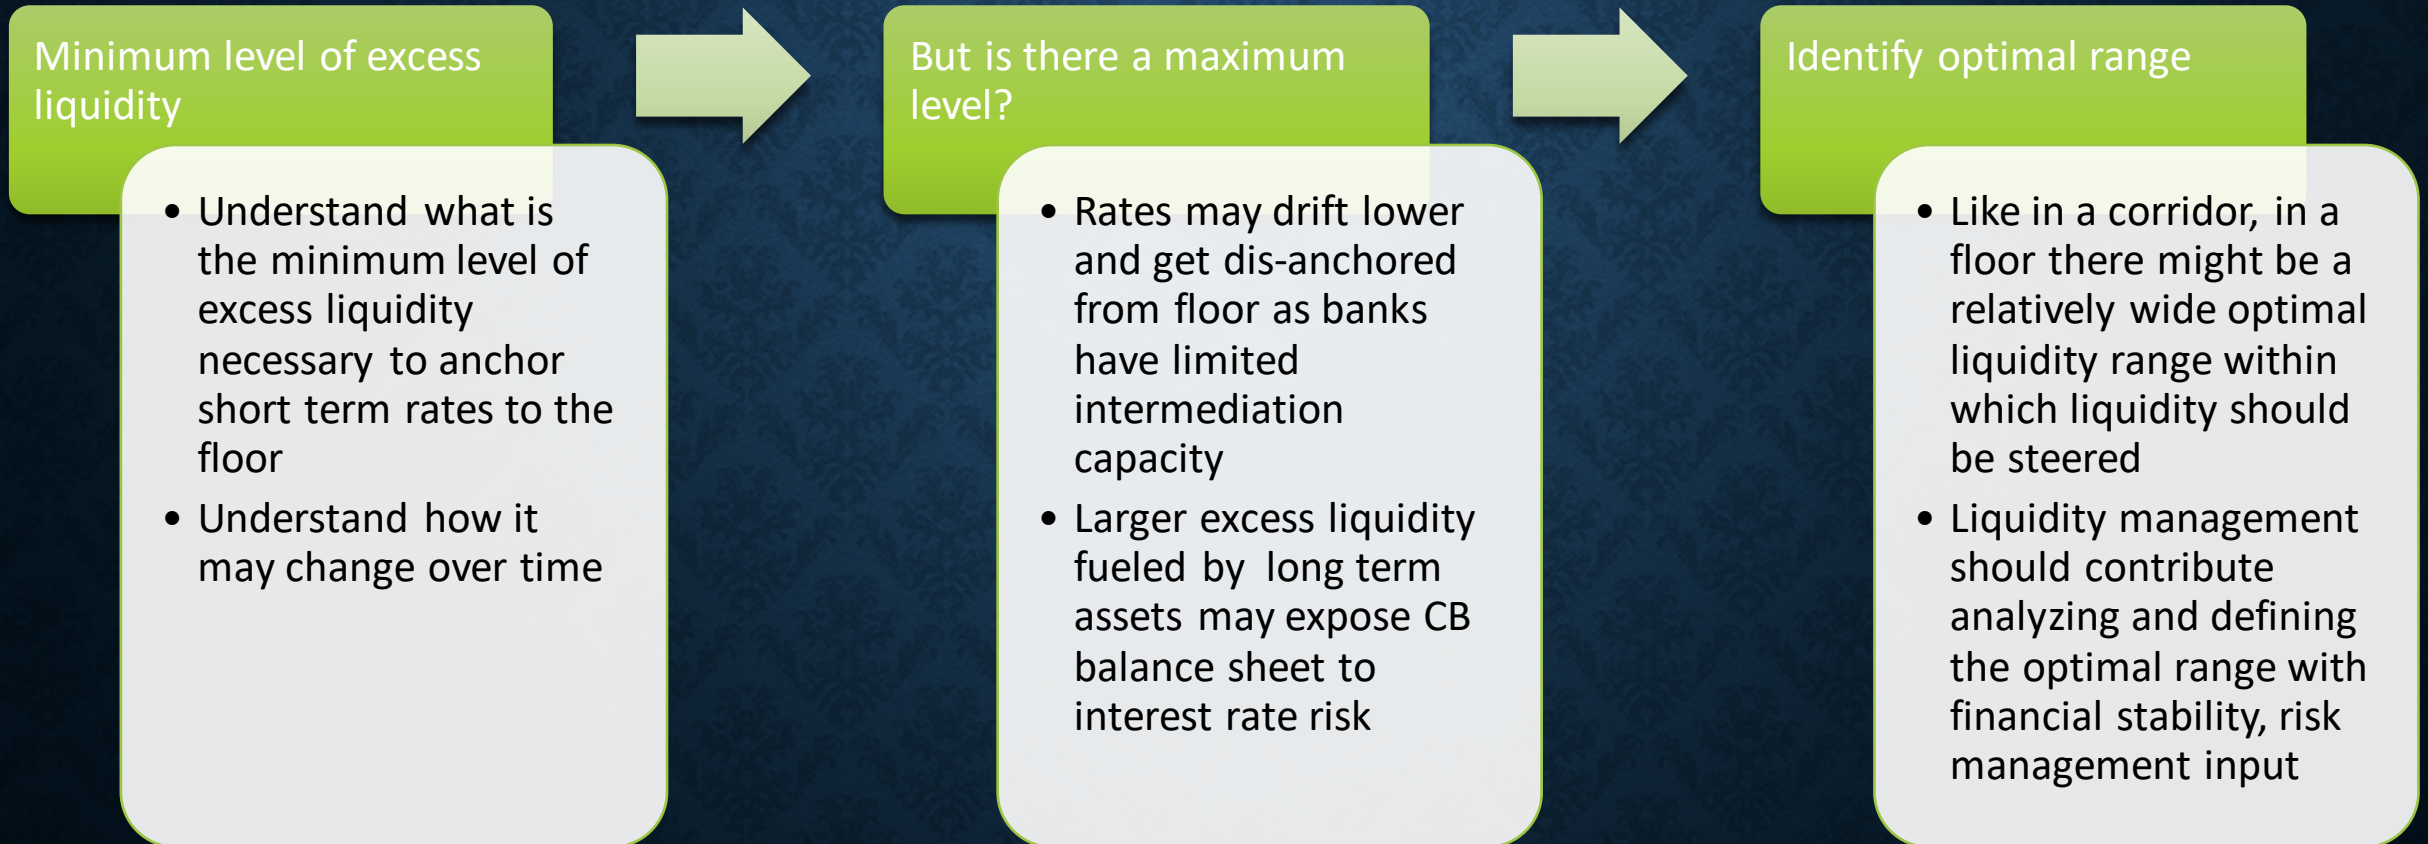 Minimum level of excess
liquidity
• Understand what is
the minimum level of
excess liquidity
necessary to anchor
short term rates to the
floor
• Understand how it
may change over time
But is there a maximum
level?
• Rates may drift lower
and get dis-anchored
from floor as banks
have limited
intermediation
capacity
• Larger excess liquidity
fueled by long term
assets may expose CB
balance sheet to
interest rate risk
Identify optimal range
• Like in a corridor, in a
floor there might be a
relatively wide optimal
liquidity range within
which liquidity should
be steered
• Liquidity management
should contribute
analyzing and defining
the optimal range with
financial stability, risk
management input